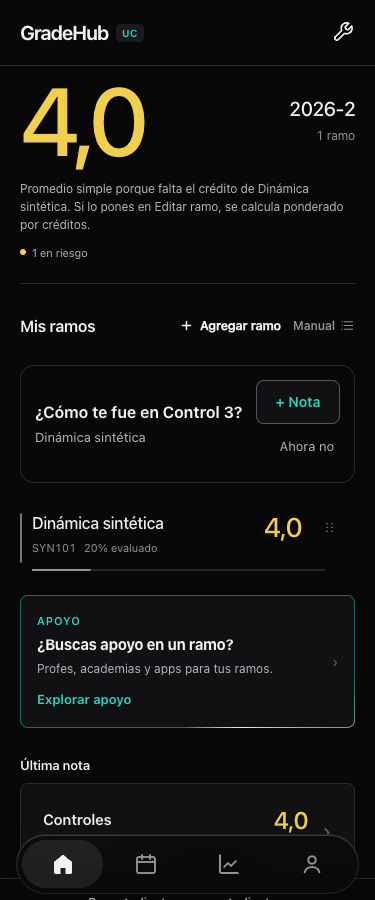 GradeHub UC
4,0
2026-2
1 ramo
Promedio simple porque falta el crédito de Dinámica
sintética. Si lo pones en Editar ramo, se calcula ponderado
por créditos.
1 en riesgo
Mis ramos
+ Agregar ramo
Manual
¿Cómo te fue en Control 3?
Dinámica sintética
+ Nota
Ahora no
Dinámica sintética
4,0
SYN101 20% evaluado
APOYO
¿Buscas apoyo en un ramo?
Profes, academias y apps para tus ramos.
Explorar apoyo
Última nota
Controles
4,0